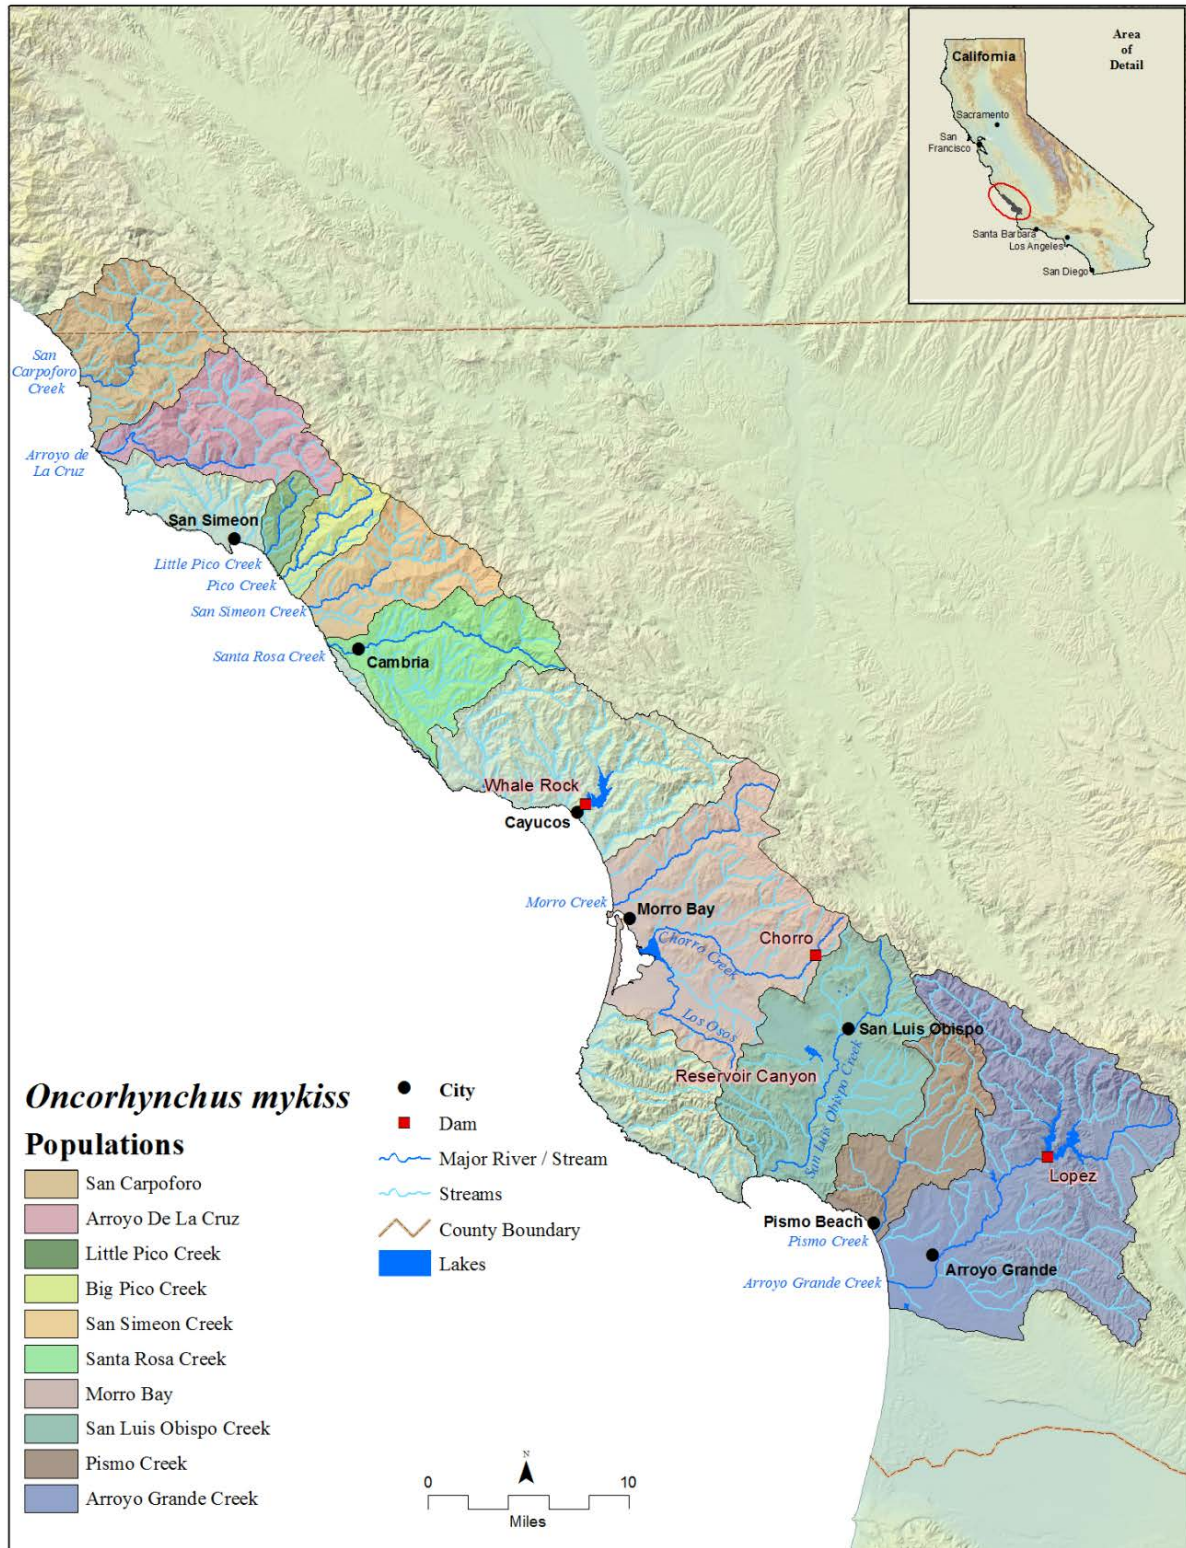 Area
of
Detail
California
Sacramento
San
Francisco
Santa Barbara
Los Angeles
San Diego
San
Carpoforo
Creek
Arroyo de
La Cruz
San Simeon
Little Pico Creek
Pico Creek
San Simeon Creek
Santa Rosa Creek
Cambria
Whale Rock
Cayucos
Morro Creek
Morro Bay
Chorro
Chorro Creek
Los Osos
San Luis Obispo
Reservoir Canyon
San Luis Obispo Creek
Lopez
Pismo Beach
Pismo Creek
Arroyo Grande
Arroyo Grande Creek
Oncorhynchus mykiss
Populations
San Carpoforo
Arroyo De La Cruz
Little Pico Creek
Big Pico Creek
San Simeon Creek
Santa Rosa Creek
Morro Bay
San Luis Obispo Creek
Pismo Creek
Arroyo Grande Creek
City
Dam
Major River / Stream
Streams
County Boundary
Lakes
N
0 10
Miles